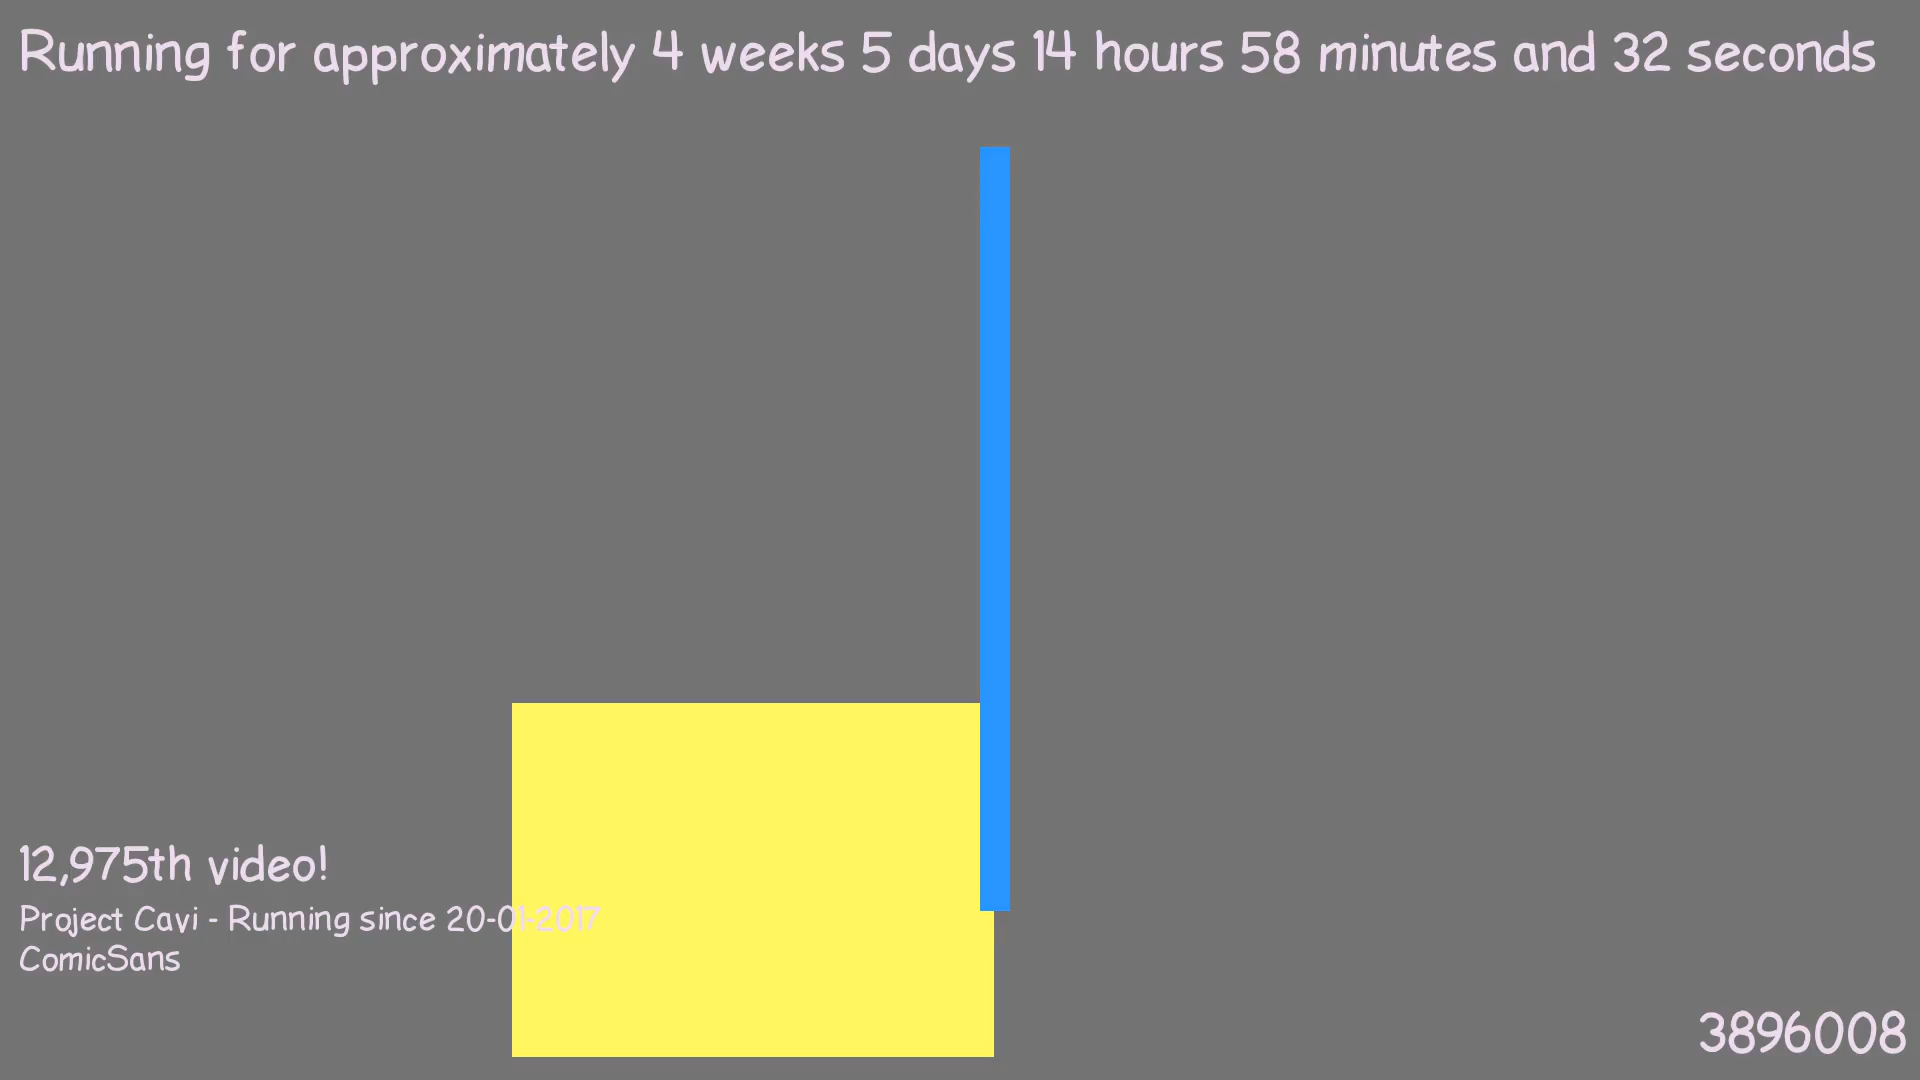 Running for approximately 4 weeks 5 days 14 hours 58 minutes and 32 seconds
12,975th video!
Project Cavi - Running since 20-01-2017
ComicSans
3896008